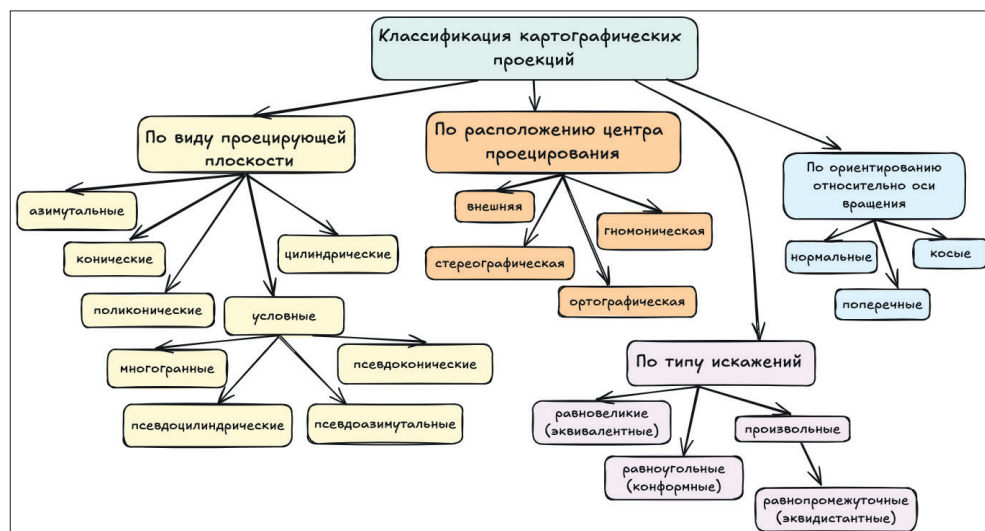 Классификация картографических
проекций
По виду проецирующей
плоскости
азимутальные
конические
цилиндрические
поликонические
условные
многогранные
псевдоконические
псевдоцилиндрические
псевдоазимутальные
По расположению центра
проецирования
внешняя
гномоническая
стереографическая
ортографическая
По ориентированию
относительно оси
вращения
нормальные
косые
поперечные
По типу искажений
равновеликие
(эквивалентные)
произвольные
равноугольные
(конформные)
равнопромежуточные
(эквидистантные)